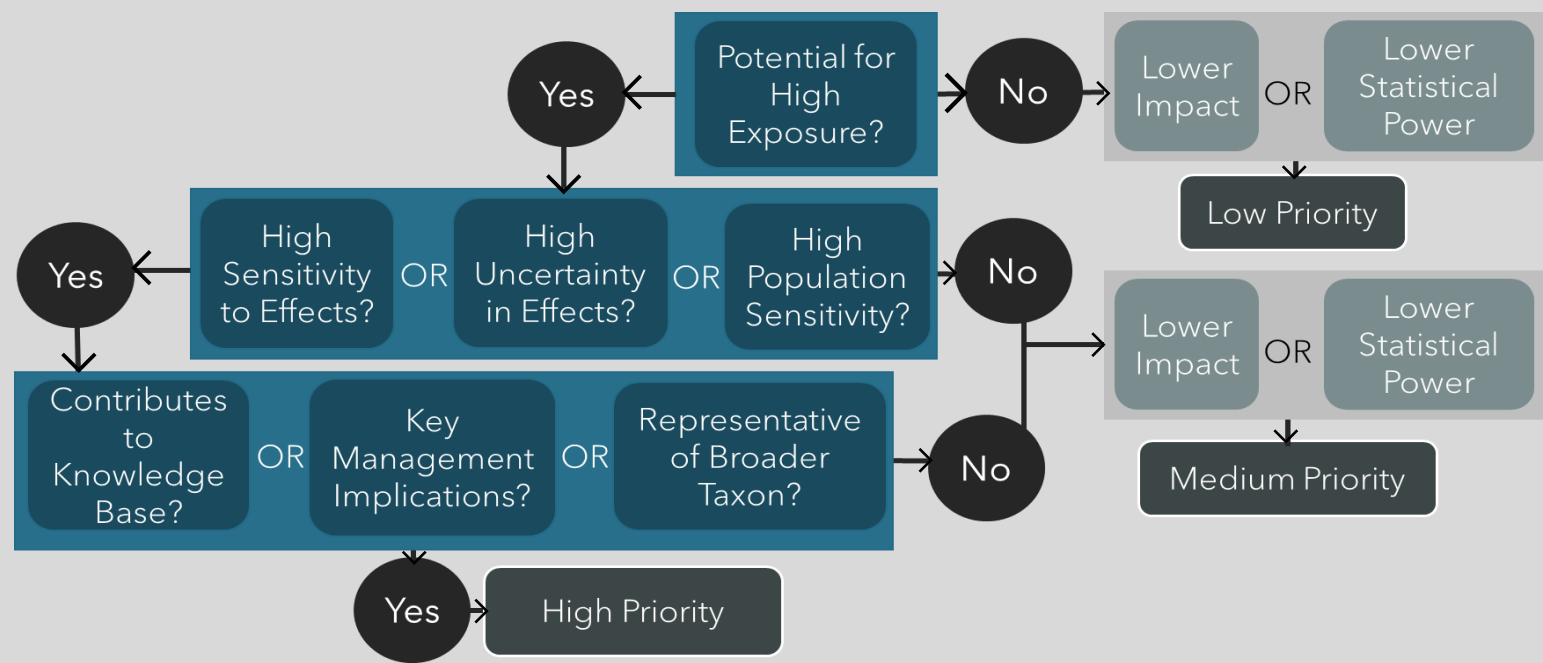 Yes
Potential for
High
Exposure?
No
Lower
Impact
OR
Lower
Statistical
Power
Low Priority
Yes
High
Sensitivity
to Effects?
OR
High
Uncertainty
in Effects?
OR
High
Population
Sensitivity?
No
Lower
Impact
OR
Lower
Statistical
Power
Medium Priority
Contributes
to
Knowledge
Base?
OR
Key
Management
Implications?
OR
Representative
of Broader
Taxon?
No
Yes
High Priority